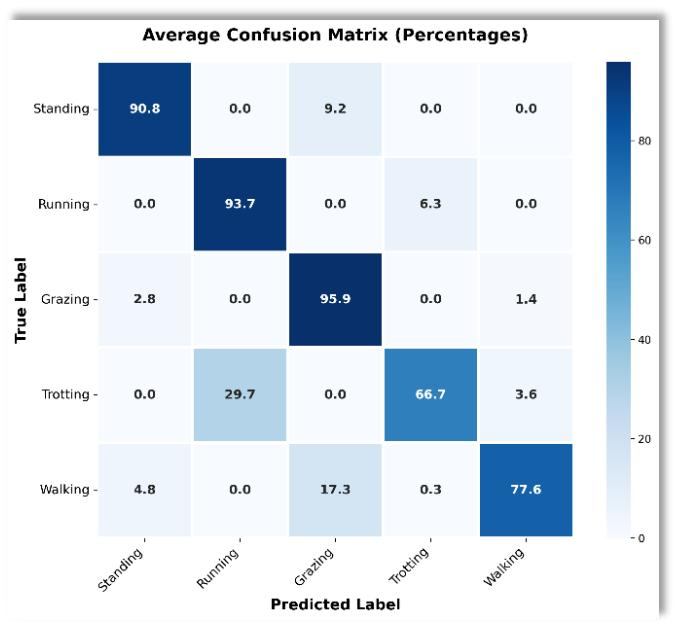 Average Confusion Matrix (Percentages)
Standing 90.8 0.0 9.2 0.0 0.0
Running 0.0 93.7 0.0 6.3 0.0
Grazing 2.8 0.0 95.9 0.0 1.4
Trotting 0.0 29.7 0.0 66.7 3.6
Walking 4.8 0.0 17.3 0.3 77.6
Standing Running Grazing Trotting Walking
True Label
Predicted Label
80
60
40
20
0